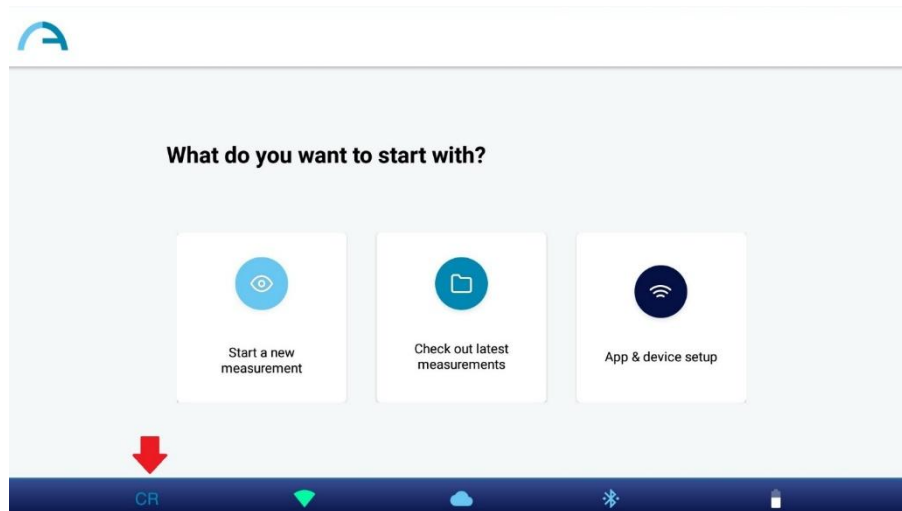 What do you want to start with?
Start a new
measurement
Check out latest
measurements
App & device setup
CR